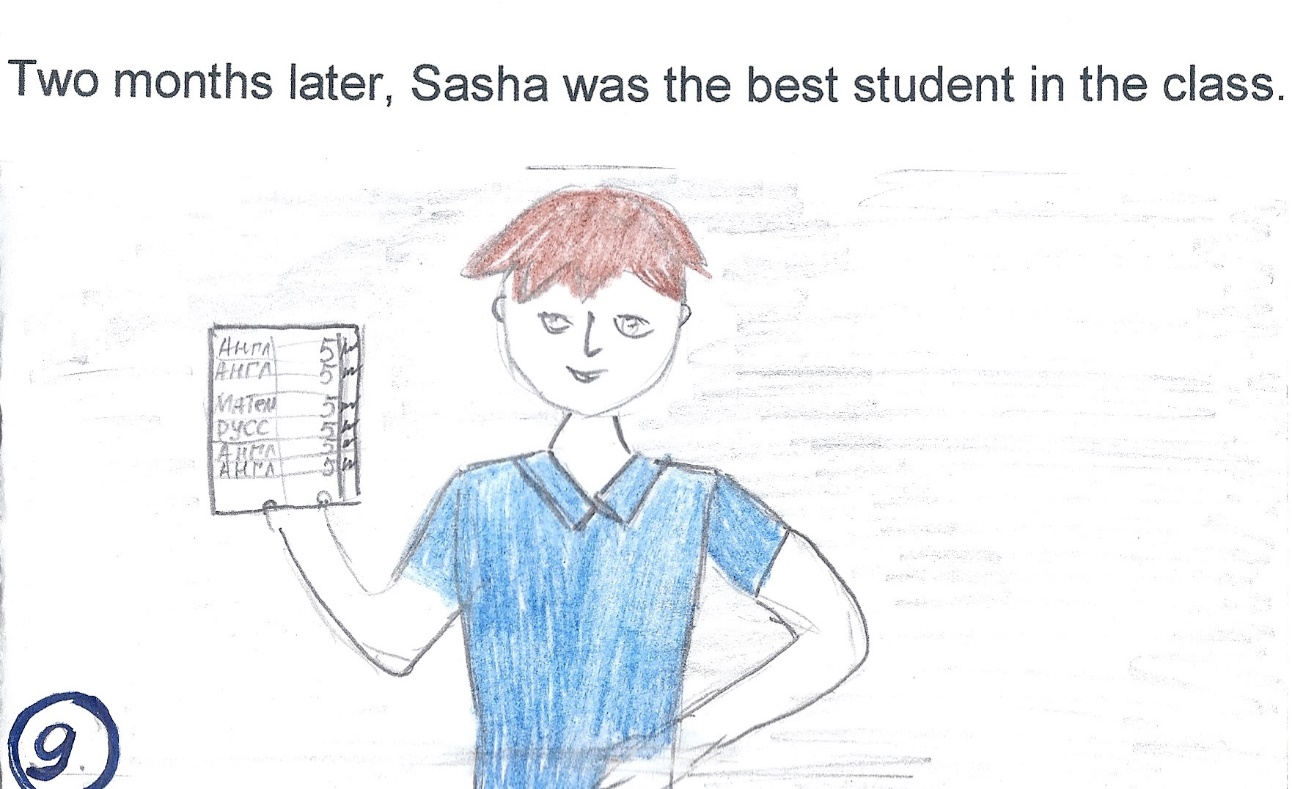 Two months later, Sasha was the best student in the class.
Англ 5
Англ 5
Матем 5
русс 5
Англ 5
Англ 5
9.